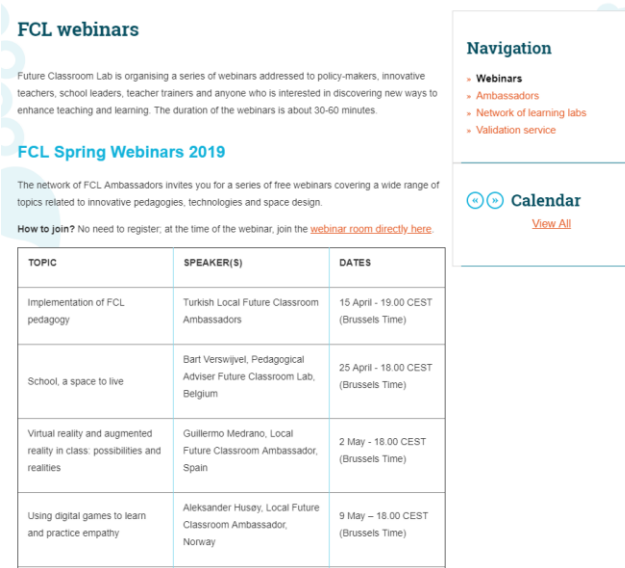 FCL webinars
Future Classroom Lab is organising a series of webinars addressed to policy-makers, innovative
teachers, school leaders, teacher trainers and anyone who is interested in discovering new ways to
enhance teaching and learning. The duration of the webinars is about 30-60 minutes.
FCL Spring Webinars 2019
The network of FCL Ambassadors invites you for a series of free webinars covering a wide range of
topics related to innovative pedagogies, technologies and space design.
How to join? No need to register; at the time of the webinar, join the webinar room directly here.
TOPIC SPEAKER(S) DATES
Implementation of FCL
pedagogy
Turkish Local Future Classroom
Ambassadors
15 April - 19.00 CEST
(Brussels Time)
School, a space to live
Bart Verswijvel, Pedagogical
Adviser Future Classroom Lab,
Belgium
25 April - 18.00 CEST
(Brussels Time)
Virtual reality and augmented
reality in class: possibilities and
realities
Guillermo Medrano, Local
Future Classroom Ambassador,
Spain
2 May - 18.00 CEST
(Brussels Time)
Using digital games to learn
and practice empathy
Aleksander Husøy, Local Future
Classroom Ambassador,
Norway
9 May – 18.00 CEST
(Brussels Time)
Navigation
» Webinars
» Ambassadors
» Network of learning labs
» Validation service
« » Calendar
View All